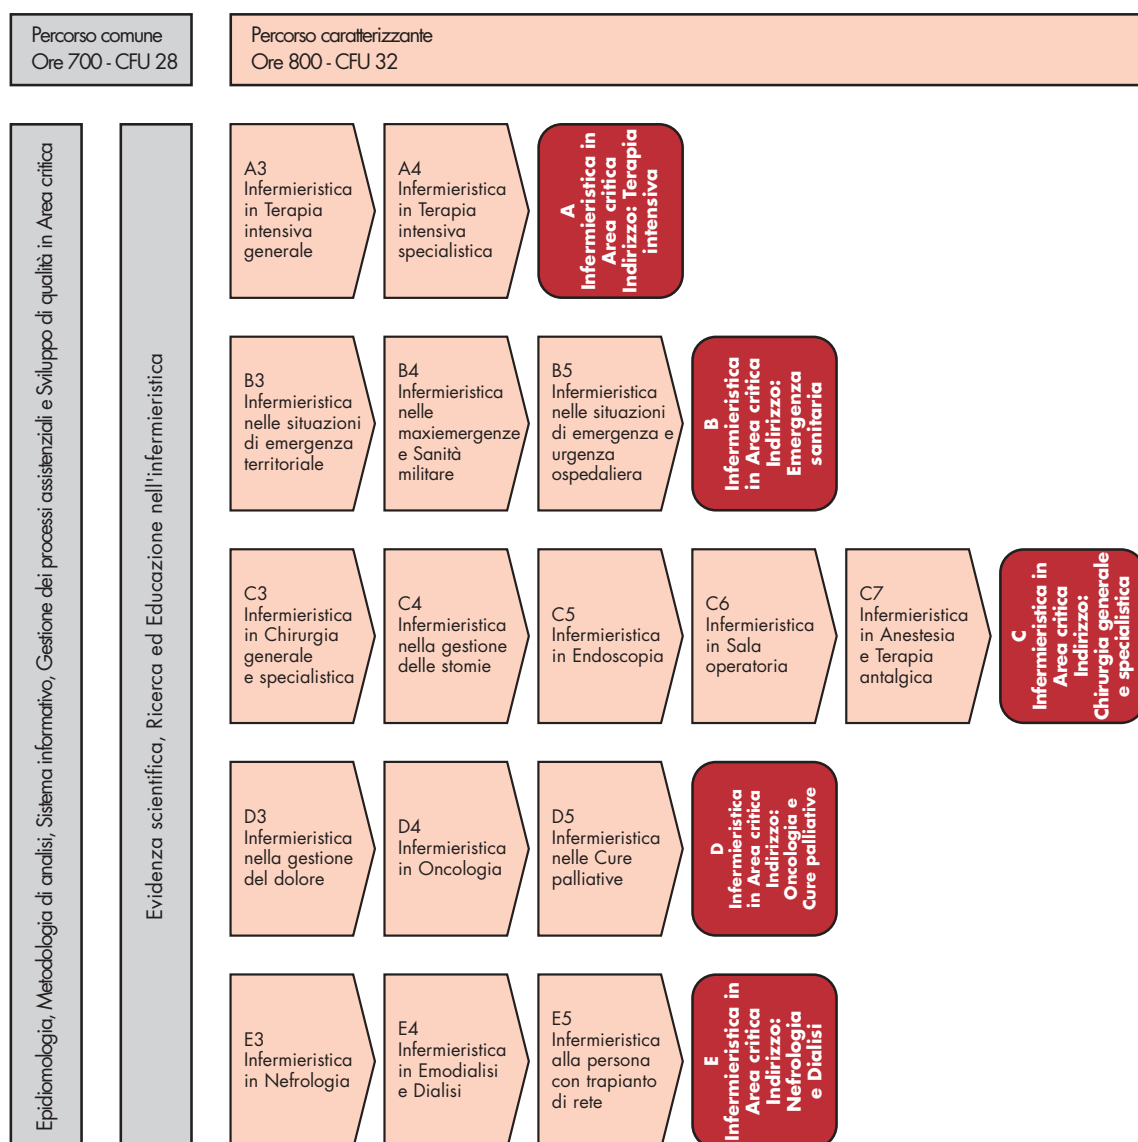 Percorso comune
Ore 700 - CFU 28
Percorso caratterizzante
Ore 800 - CFU 32
Epidiomologia, Metodologia di analisi, Sistema informativo, Gestione dei processi assistenziali e Sviluppo di qualità in Area critica
Evidenza scientifica, Ricerca ed Educazione nell'infermieristica
A3
Infermieristica
in Terapia
intensiva
generale
A4
Infermieristica
in Terapia
intensiva
specialistica
A
Infermieristica in
Area critica
Indirizzo: Terapia
intensiva
B3
Infermieristica
nelle situazioni
di emergenza
territoriale
B4
Infermieristica
nelle
maxiemergenze
e Sanità
militare
B5
Infermieristica
nelle situazioni
di emergenza e
urgenza
ospedaliera
B
Infermieristica
in Area critica
Indirizzo:
Emergenza
sanitaria
C3
Infermieristica
in Chirurgia
generale
e specialistica
C4
Infermieristica
nella gestione
delle stomie
C5
Infermieristica
in Endoscopia
C6
Infermieristica
in Sala
operatoria
C7
Infermieristica
in Anestesia
e Terapia
antalgica
C
Infermieristica in
Area critica
Indirizzo:
Chirurgia generale
e specialistica
D3
Infermieristica
nella gestione
del dolore
D4
Infermieristica
in Oncologia
D5
Infermieristica
nelle Cure
palliative
D
Infermieristica
in Area critica
Indirizzo:
Oncologia e
Cure palliative
E3
Infermieristica
in Nefrologia
E4
Infermieristica
in Emodialisi
e Dialisi
E5
Infermieristica
alla persona
con trapianto
di rete
E
Infermieristica in
Area critica
Indirizzo:
Nefrologia
e Dialisi